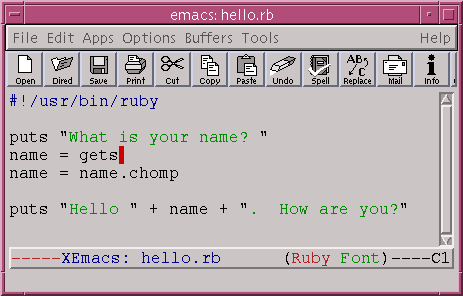 emacs: hello.rb
File Edit Apps Options Buffers Tools Help
Open Dired Save Print Cut Copy Paste Undo Spell Replace Mail Info
#!/usr/bin/ruby
puts "What is your name? "
name = gets
name = name.chomp
puts "Hello " + name + ".  How are you?"
-----XEmacs: hello.rb      (Ruby Font)----C1